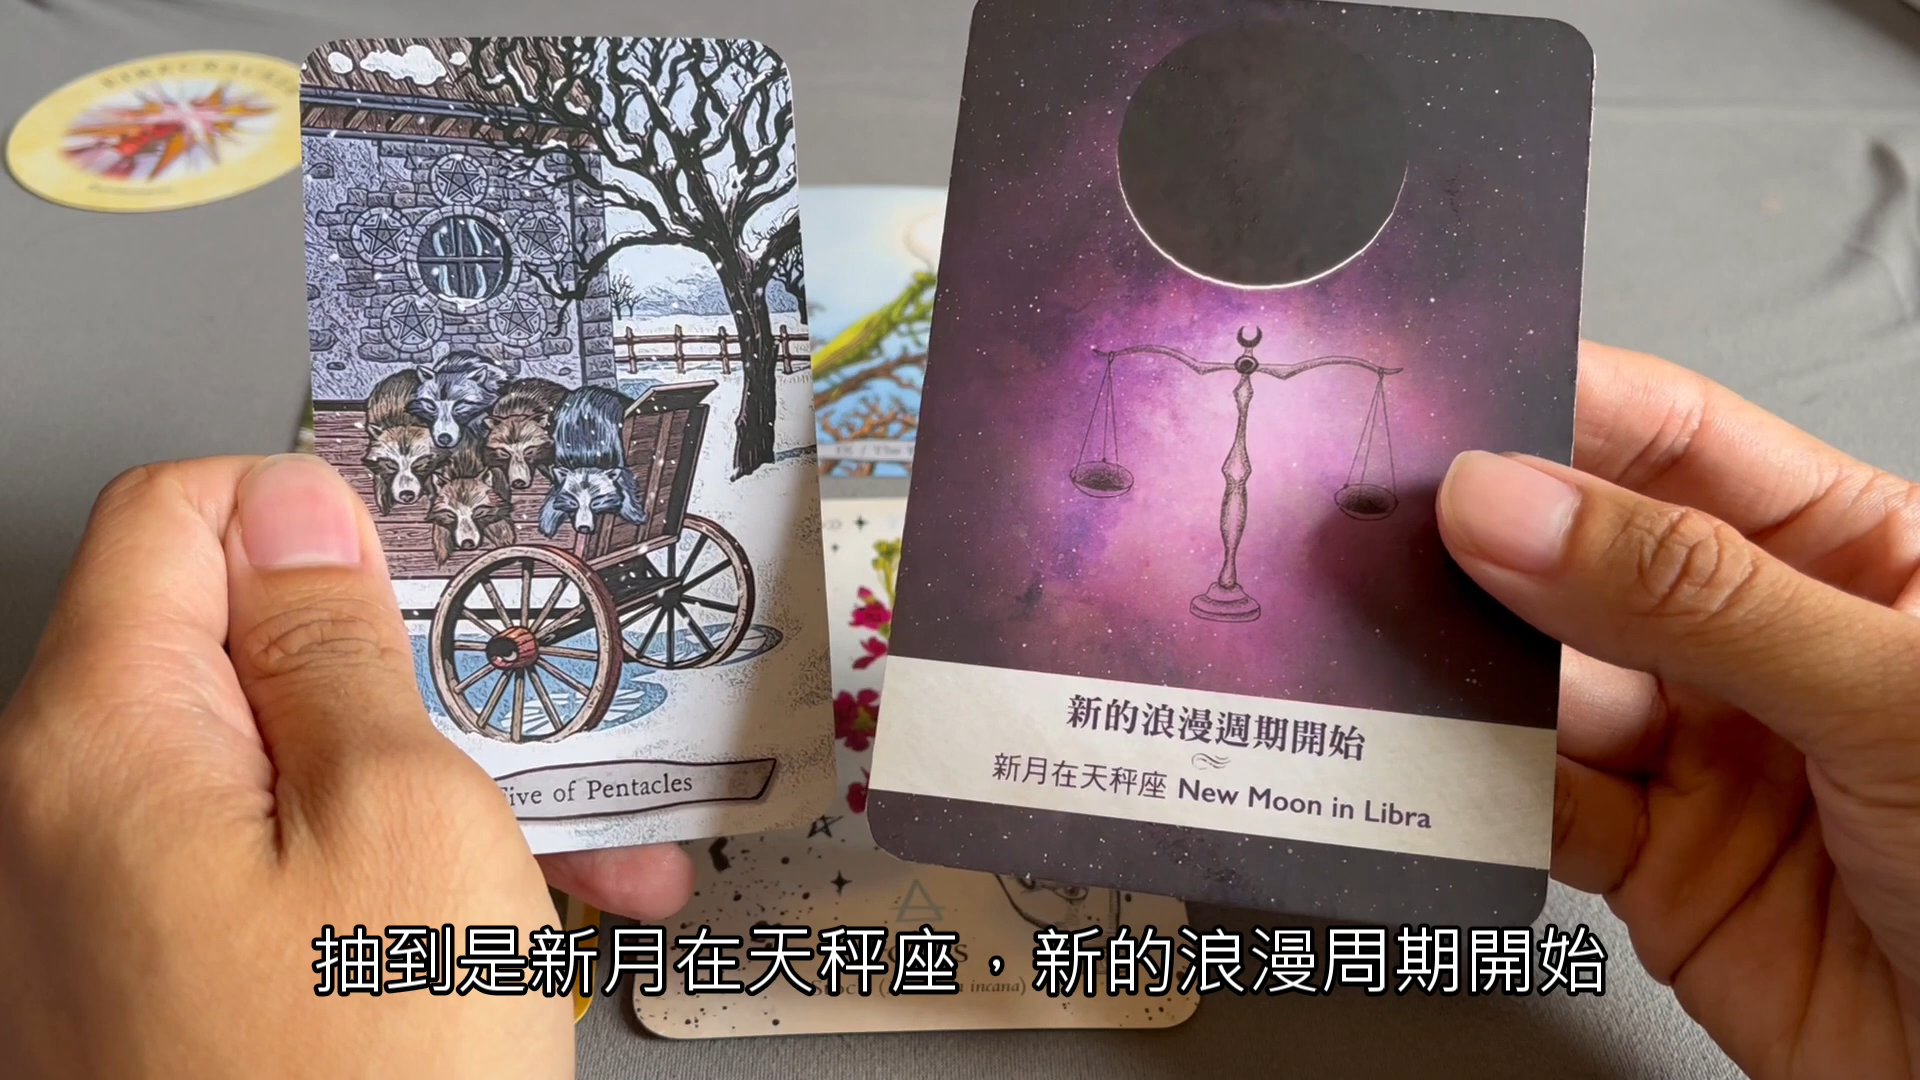 of Pentacles
新的浪漫週期開始
新月在天秤座 New Moon in Libra
incana)
抽到是新月在天秤座，新的浪漫周期開始